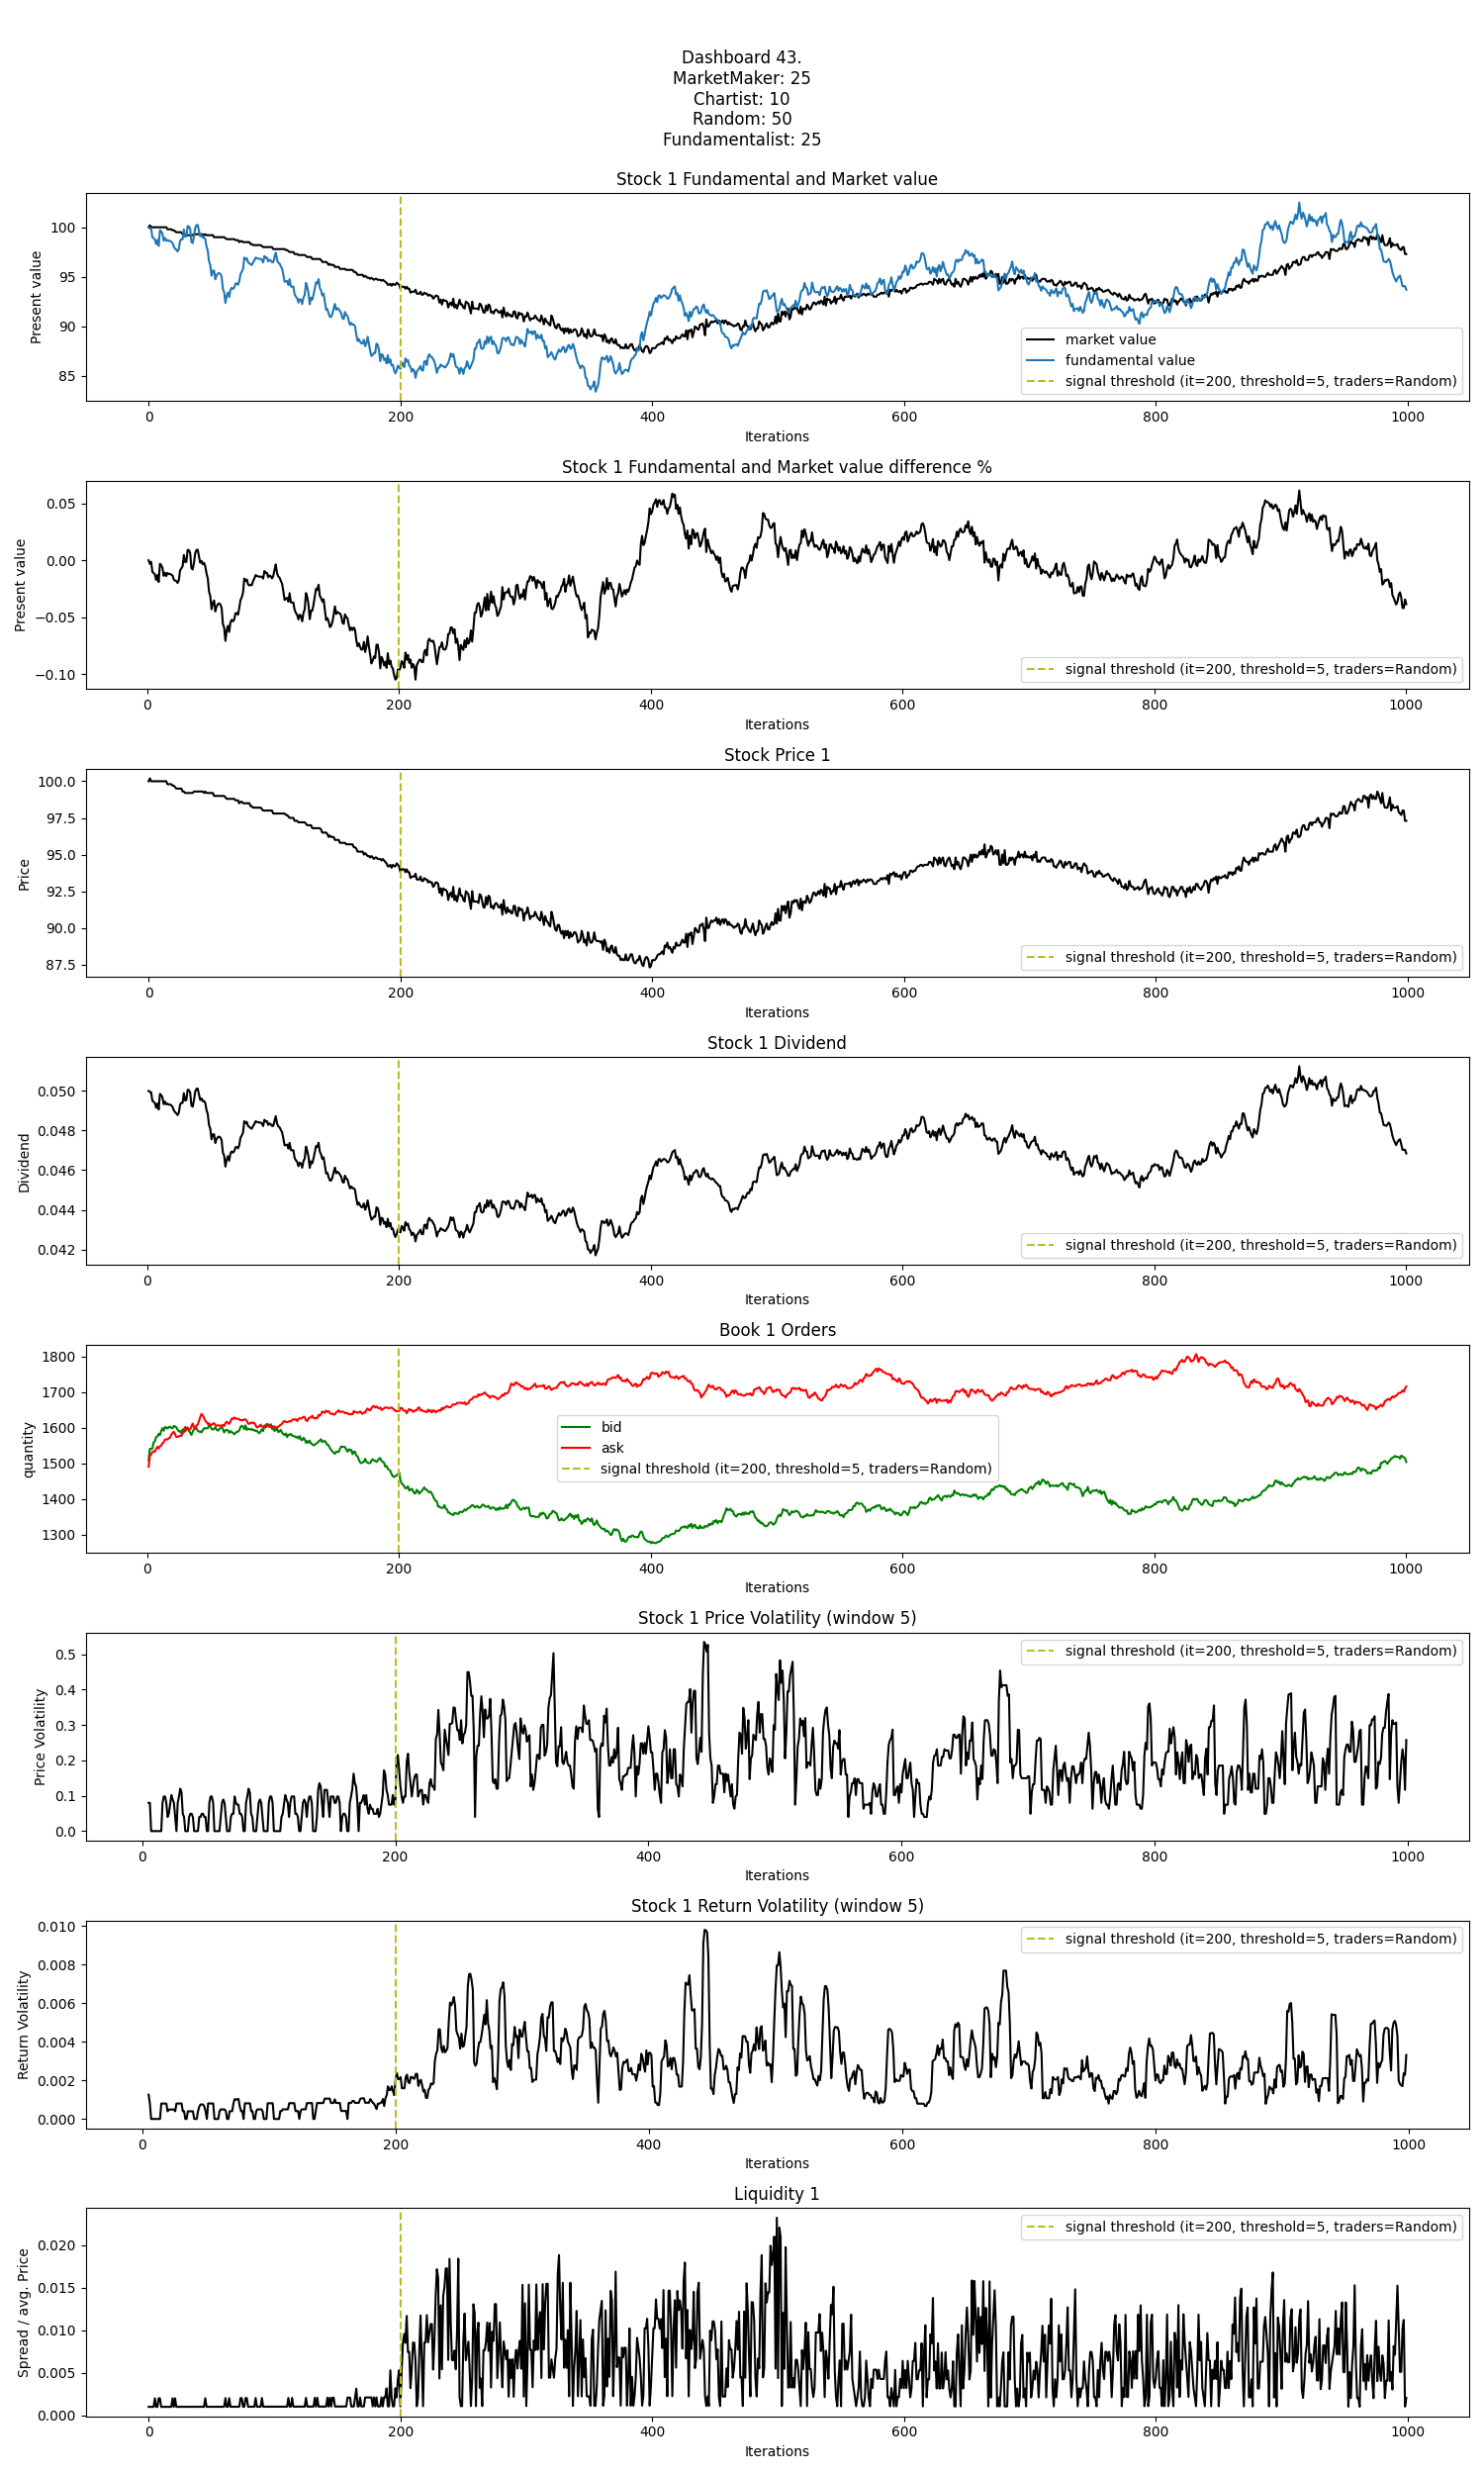 Dashboard 43.
MarketMaker: 25
Chartist: 10
Random: 50
Fundamentalist: 25
Stock 1 Fundamental and Market value
Present value
100
95
90
85
market value
fundamental value
signal threshold (it=200, threshold=5, traders=Random)
0 200 400 600 800 1000
Iterations
Stock 1 Fundamental and Market value difference %
Present value
0.05
0.00
−0.05
−0.10
signal threshold (it=200, threshold=5, traders=Random)
0 200 400 600 800 1000
Iterations
Stock Price 1
Price
100.0
97.5
95.0
92.5
90.0
87.5
signal threshold (it=200, threshold=5, traders=Random)
0 200 400 600 800 1000
Iterations
Stock 1 Dividend
Dividend
0.050
0.048
0.046
0.044
0.042
signal threshold (it=200, threshold=5, traders=Random)
0 200 400 600 800 1000
Iterations
Book 1 Orders
quantity
1800
1700
1600
1500
1400
1300
bid
ask
signal threshold (it=200, threshold=5, traders=Random)
0 200 400 600 800 1000
Iterations
Stock 1 Price Volatility (window 5)
Price Volatility
0.5
0.4
0.3
0.2
0.1
0.0
signal threshold (it=200, threshold=5, traders=Random)
0 200 400 600 800 1000
Iterations
Stock 1 Return Volatility (window 5)
Return Volatility
0.010
0.008
0.006
0.004
0.002
0.000
signal threshold (it=200, threshold=5, traders=Random)
0 200 400 600 800 1000
Iterations
Liquidity 1
Spread / avg. Price
0.020
0.015
0.010
0.005
0.000
signal threshold (it=200, threshold=5, traders=Random)
0 200 400 600 800 1000
Iterations